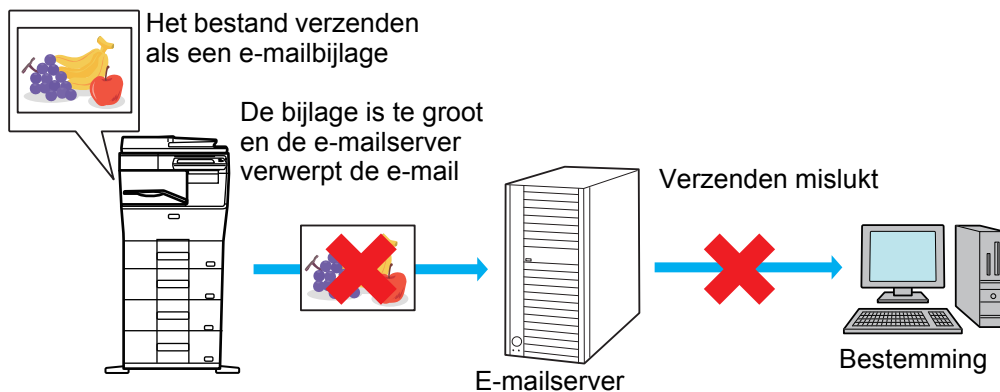 Het bestand verzenden
als een e-mailbijlage
De bijlage is te groot
en de e-mailserver
verwerpt de e-mail
Verzenden mislukt
E-mailserver
Bestemming